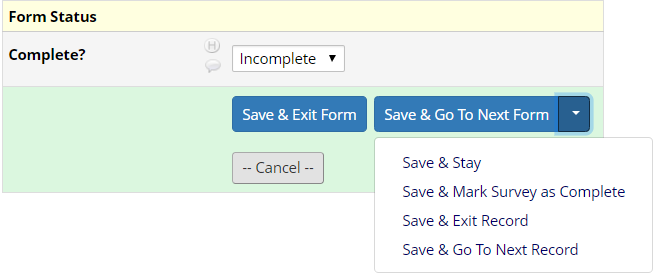 Form Status
Complete?
H
Incomplete
Save & Exit Form
Save & Go To Next Form
-- Cancel --
Save & Stay
Save & Mark Survey as Complete
Save & Exit Record
Save & Go To Next Record